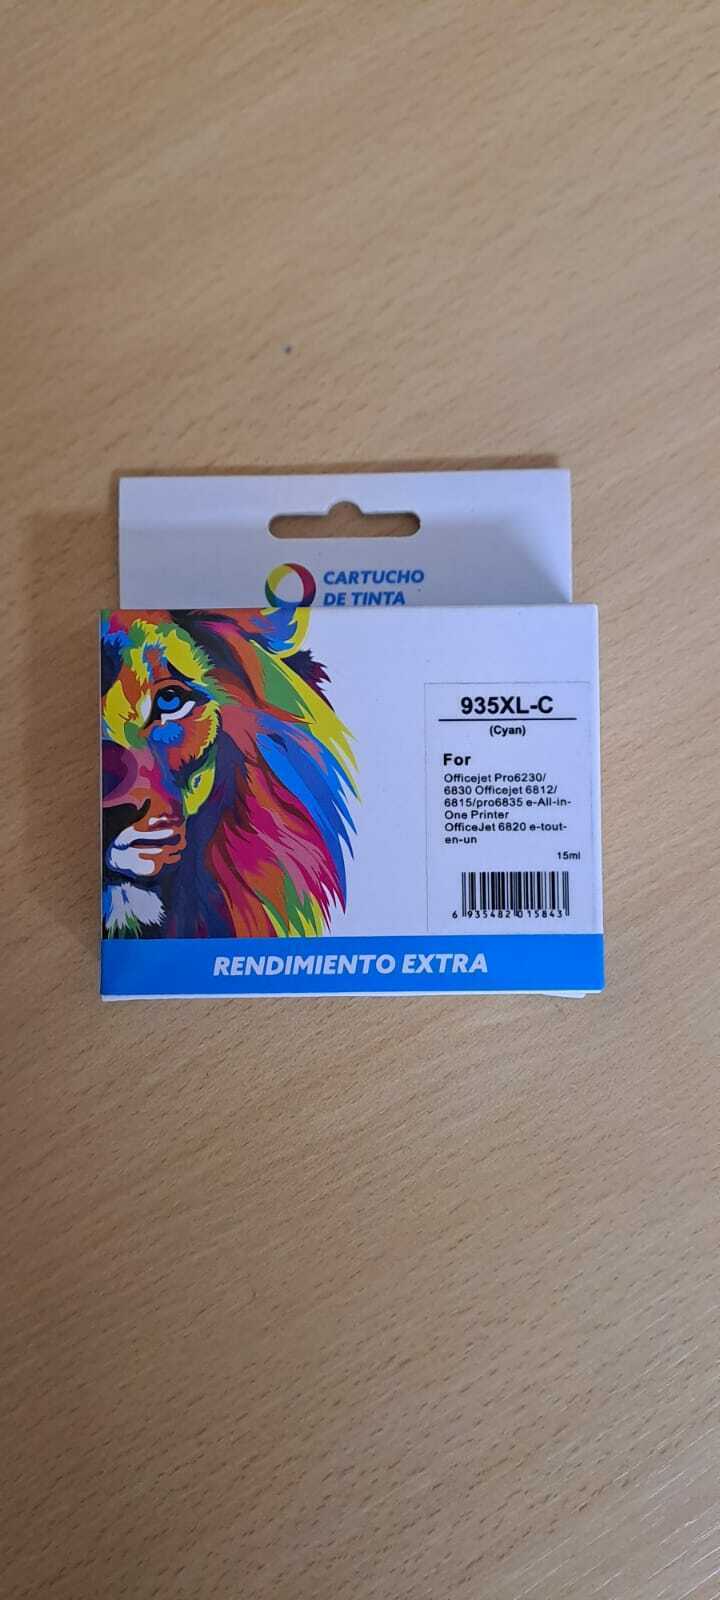 CARTUCHO
DE TINTA
935XL-C
(Cyan)
For
Officejet Pro6230/
6830 Officejet 6812/
6815/pro6835 e-All-in-
One Printer
OfficeJet 6820 e-tout-
en-un
15ml
6 935482 015843
RENDIMIENTO EXTRA